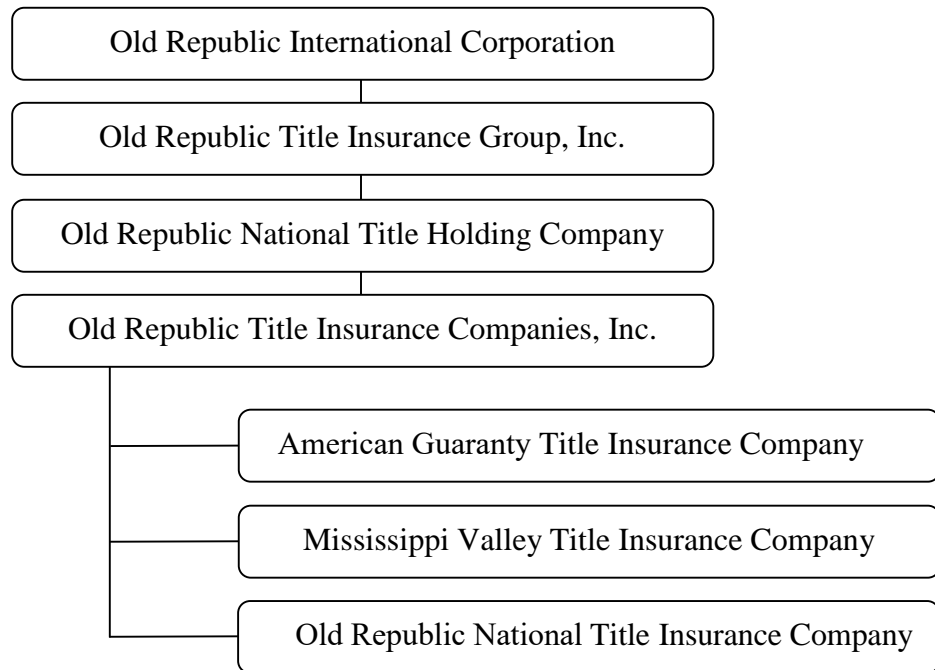 Old Republic International Corporation
Old Republic Title Insurance Group, Inc.
Old Republic National Title Holding Company
Old Republic Title Insurance Companies, Inc.
American Guaranty Title Insurance Company
Mississippi Valley Title Insurance Company
Old Republic National Title Insurance Company